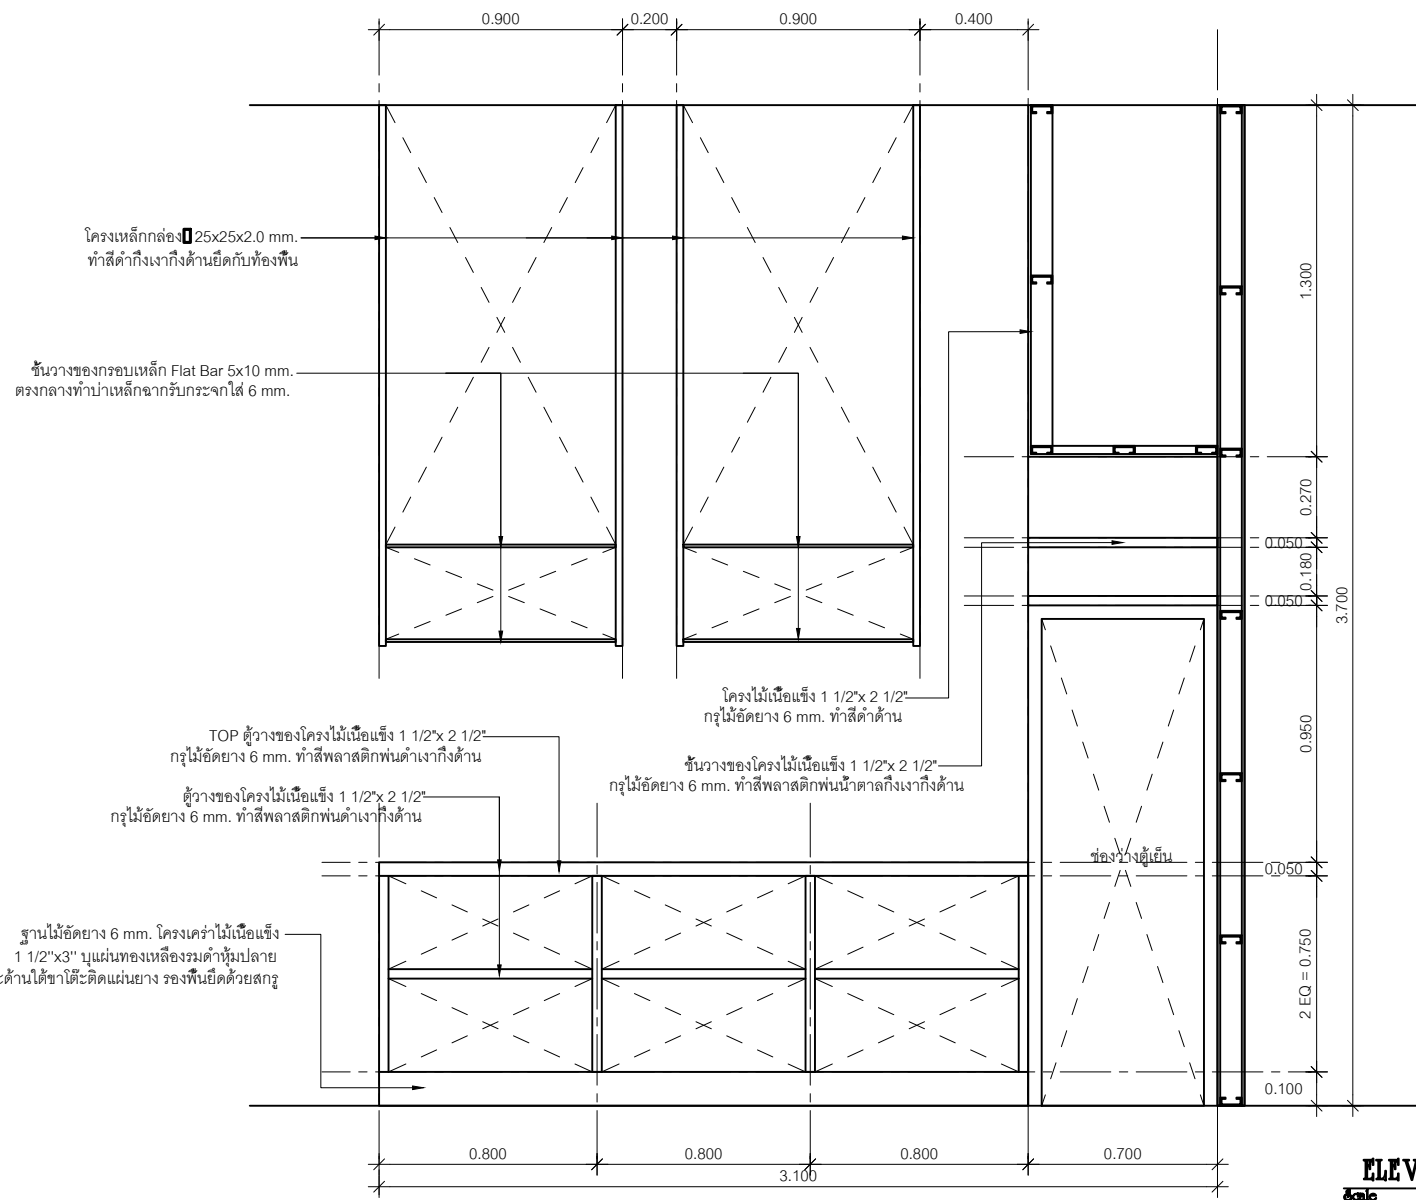 0.900
0.200
0.900
0.400
โครงเหล็กกล่อง 25x25x2.0 mm.
ทำสีดำกึ่งเงากึ่งด้านยึดกับท้องพื้น
1.300
ชั้นวางของกรอบเหล็ก Flat Bar 5x10 mm.
ตรงกลางทำบ่าเหล็กฉากรับกระจกใส่ 6 mm.
0.270
0.050
0.180
0.050
3.700
โครงไม้เนื้อแข็ง 1 1/2"x 2 1/2"
กรุไม้อัดยาง 6 mm. ทำสีดำด้าน
TOP ตู้วางของโครงไม้เนื้อแข็ง 1 1/2"x 2 1/2"
กรุไม้อัดยาง 6 mm. ทำสีพลาสติกพ่นดำเงากึ่งด้าน
ชั้นวางของโครงไม้เนื้อแข็ง 1 1/2"x 2 1/2"
กรุไม้อัดยาง 6 mm. ทำสีพลาสติกพ่นน้ำตาลกึ่งเงากึ่งด้าน
0.950
ตู้วางของโครงไม้เนื้อแข็ง 1 1/2"x 2 1/2"
กรุไม้อัดยาง 6 mm. ทำสีพลาสติกพ่นดำเงากึ่งด้าน
ช่องว่างตู้เย็น
0.050
ฐานไม้อัดยาง 6 mm. โครงเคร่าไม้เนื้อแข็ง
1 1/2"x3" บุแผ่นทองเหลืองรมดำหุ้มปลาย
ะด้านใต้ขาโต๊ะติดแผ่นยาง รองพื้นยึดด้วยสกรู
2 EQ = 0.750
0.100
0.800
0.800
0.800
0.700
3.100
ELEV
Scale